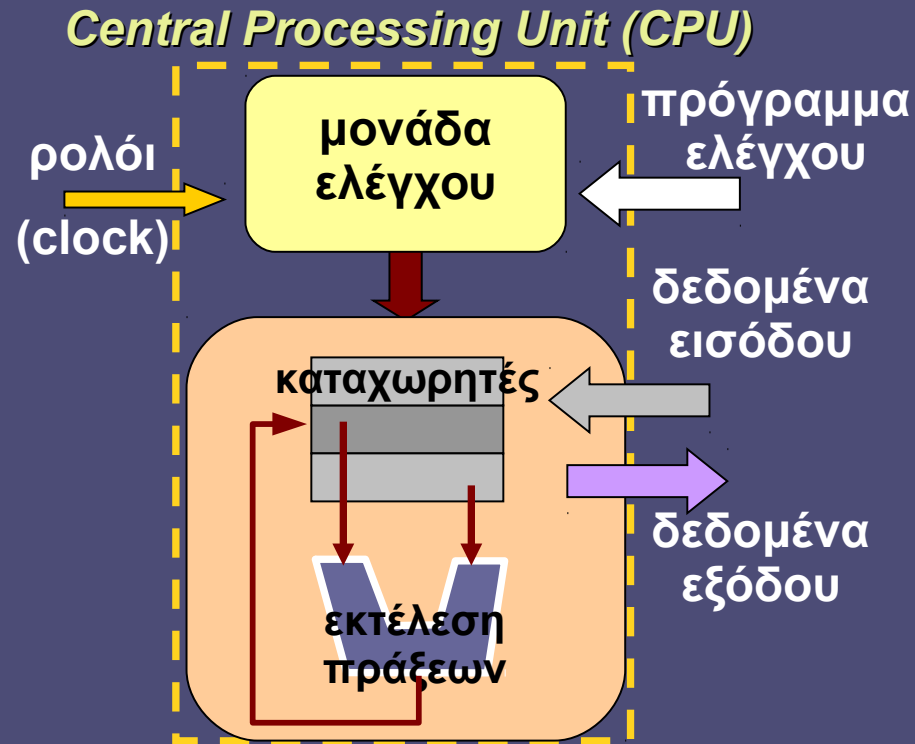 Central Processing Unit (CPU)
ρολόι
(clock)
μονάδα
ελέγχου
πρόγραμμα
ελέγχου
δεδομένα
εισόδου
καταχωρητές
δεδομένα
εξόδου
εκτέλεση
πράξεων